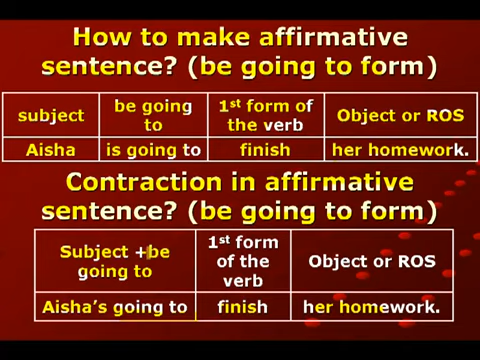 How to make affirmative
sentence? (be going to form)
subject
be going
to
1st form of
the verb
Object or ROS
Aisha
is going to
finish
her homework.
Contraction in affirmative
sentence? (be going to form)
Subject +be
going to
1st form
of the
verb
Object or ROS
Aisha's going to
finish
her homework.